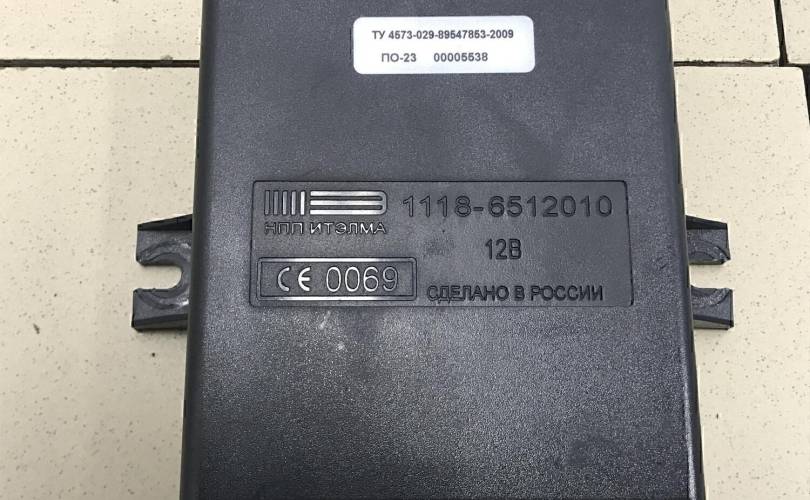 ТУ 4573-029-89547853-2009
ПО-23 00005538
1118-6512010
НПП ИТЭЛМА
12В
CE 0069
СДЕЛАНО В РОССИИ